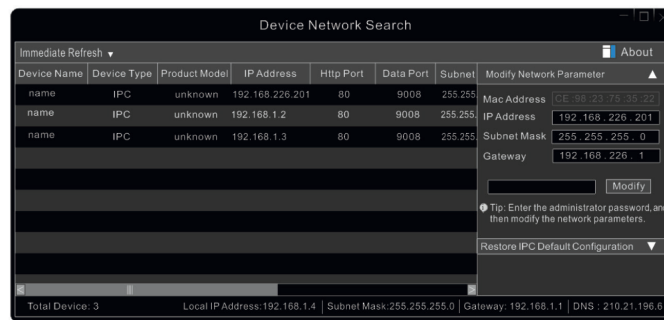 Device Network Search
Immediate Refresh ▼ About
Device Name Device Type Product Model IP Address Http Port Data Port Subnet
name IPC unknown 192.168.226.201 80 9008 255.255
name IPC unknown 192.168.1.2 80 9008 255.255.
name IPC unknown 192.168.1.3 80 9008 255.255.
Modify Network Parameter ▲
Mac Address CE:98:23:75:35:22
IP Address 192.168.226.201
Subnet Mask 255.255.255.0
Gateway 192.168.226.1
Modify
Tip: Enter the administrator password, and
then modify the network parameters.
Restore IPC Default Configuration ▼
Total Device: 3 Local IP Address:192.168.1.4 Subnet Mask:255.255.255.0 Gateway: 192.168.1.1 DNS : 210.21.196.6